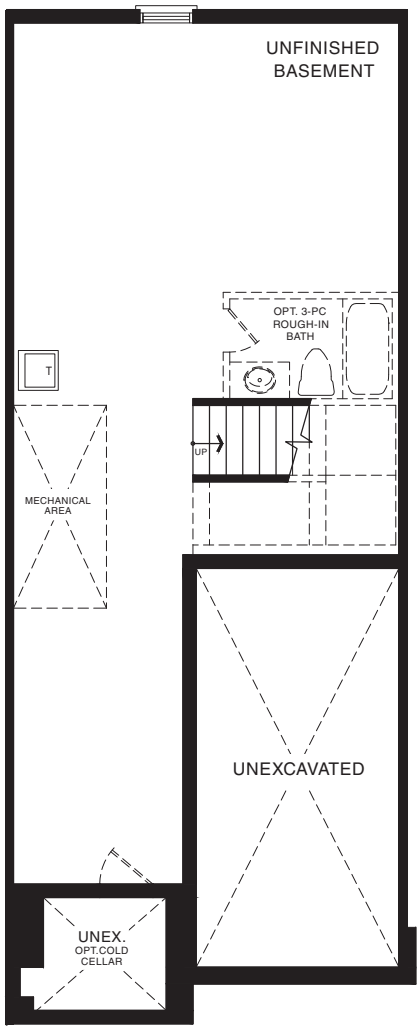 UNFINISHED
BASEMENT
OPT. 3-PC
ROUGH-IN
BATH
T
UP
MECHANICAL
AREA
UNEXCAVATED
UNEX.
OPT.COLD
CELLAR